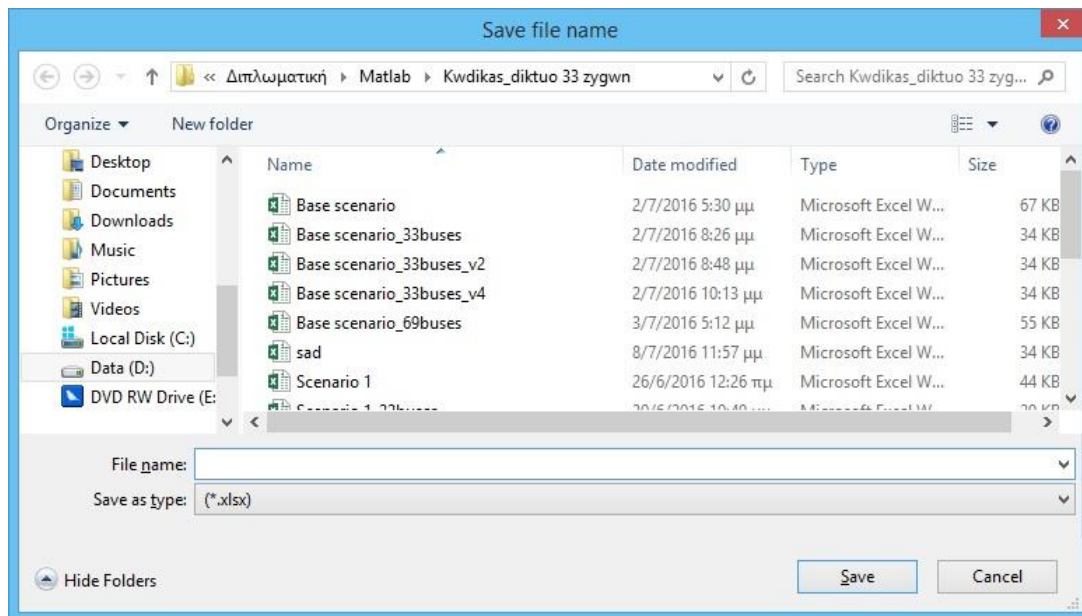 Save file name
« Διπλωματική Matlab Kwdikas_diktuo 33 zygwn Search Kwdikas_diktuo 33 zyg...
Organize New folder
Desktop
Documents
Downloads
Music
Pictures
Videos
Local Disk (C:)
Data (D:)
DVD RW Drive (E:
Name Date modified Type Size
Base scenario 2/7/2016 5:30 μμ Microsoft Excel W... 67 KB
Base scenario_33buses 2/7/2016 8:26 μμ Microsoft Excel W... 34 KB
Base scenario_33buses_v2 2/7/2016 8:48 μμ Microsoft Excel W... 34 KB
Base scenario_33buses_v4 2/7/2016 10:13 μμ Microsoft Excel W... 34 KB
Base scenario_69buses 3/7/2016 5:12 μμ Microsoft Excel W... 55 KB
sad 8/7/2016 11:57 μμ Microsoft Excel W... 34 KB
Scenario 1 26/6/2016 12:26 πμ Microsoft Excel W... 44 KB
File name:
Save as type: (*.xlsx)
Hide Folders Save Cancel